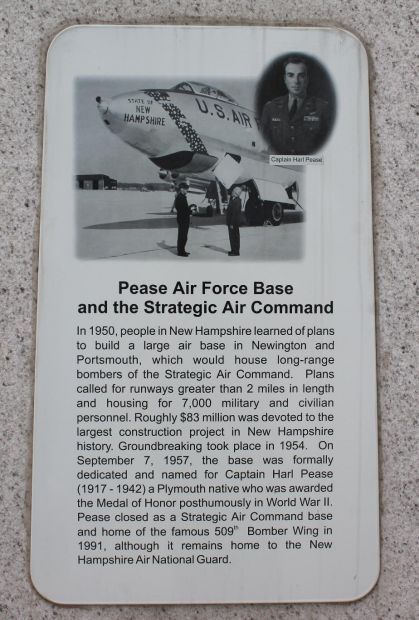 STATE OF
NEW
HAMPSHIRE
U.S. AIR F
Captain Harl Pease
Pease Air Force Base
and the Strategic Air Command
In 1950, people in New Hampshire learned of plans
to build a large air base in Newington and
Portsmouth, which would house long-range
bombers of the Strategic Air Command. Plans
called for runways greater than 2 miles in length
and housing for 7,000 military and civilian
personnel. Roughly $83 million was devoted to the
largest construction project in New Hampshire
history. Groundbreaking took place in 1954. On
September 7, 1957, the base was formally
dedicated and named for Captain Harl Pease
(1917 - 1942) a Plymouth native who was awarded
the Medal of Honor posthumously in World War II.
Pease closed as a Strategic Air Command base
and home of the famous 509th Bomber Wing in
1991, although it remains home to the New
Hampshire Air National Guard.